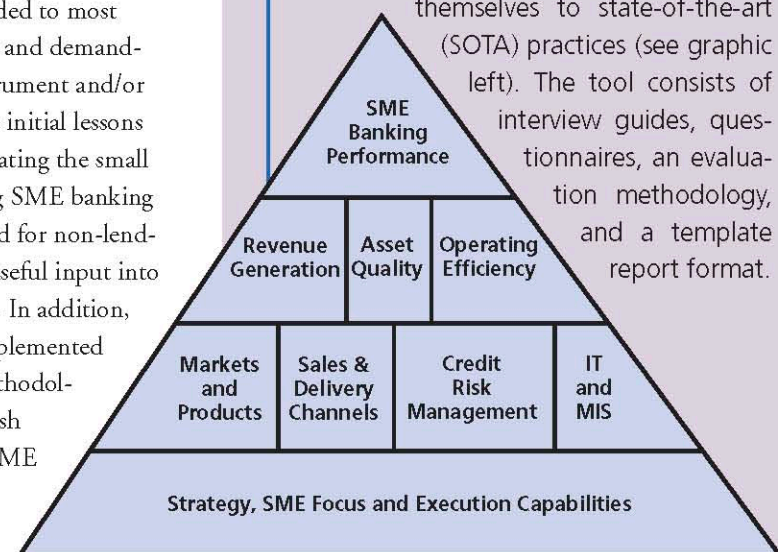 ded to most
and demand-
rument and/or
initial lessons
ating the small
g SME banking
d for non-lend-
seful input into
In addition,
plemented
thodol-
sh
ME
themselves to state-of-the-art
(SOTA) practices (see graphic
left). The tool consists of
interview guides, ques-
tionnaires, an evalua-
tion methodology,
and a template
report format.
SME
Banking
Performance
Revenue
Generation
Asset
Quality
Operating
Efficiency
Markets
and
Products
Sales &
Delivery
Channels
Credit
Risk
Management
IT
and
MIS
Strategy, SME Focus and Execution Capabilities